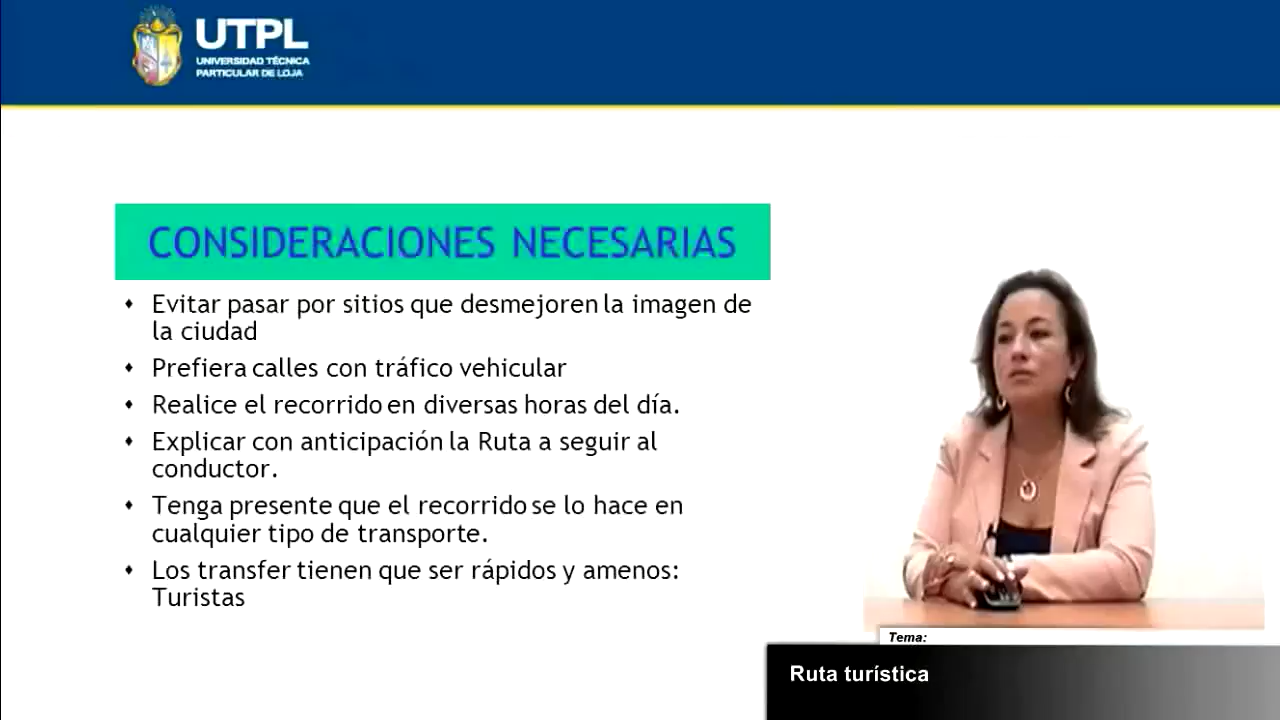 UTPL
UNIVERSIDAD TÉCNICA
PARTICULAR DE LOJA
CONSIDERACIONES NECESARIAS
• Evitar pasar por sitios que desmejoren la imagen de
la ciudad
• Prefiera calles con tráfico vehicular
• Realice el recorrido en diversas horas del día.
• Explicar con anticipación la Ruta a seguir al
conductor.
• Tenga presente que el recorrido se lo hace en
cualquier tipo de transporte.
• Los transfer tienen que ser rápidos y amenos:
Turistas
Tema:
Ruta turística